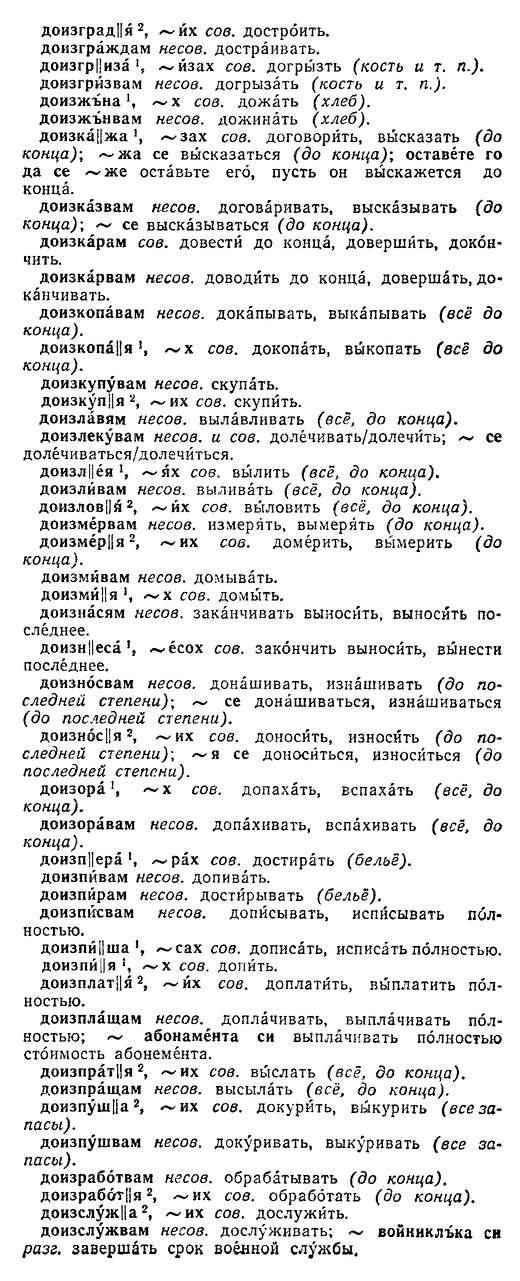 доизград||я́ ², ~и́х сов. достро́ить.
доизгра́ждам несов. достра́ивать.
доизгр||иза́ ¹, ~и́зах сов. догры́зть (кость и т. п.).
доизгри́звам несов. догрыза́ть (кость и т. п.).
доизжъ́на ¹, ~х сов. дожа́ть (хлеб).
доизжъ́нвам несов. дожина́ть (хлеб).
доизка́||жа ¹, ~зах сов. договори́ть, вы́сказать (до
конца); ~жа се вы́сказаться (до конца); оставе́те го
да се ~же оста́вьте его́, пусть он вы́скажется до
конца́.
доизка́звам несов. догова́ривать, выска́зывать (до
конца); ~ се выска́зываться (до конца).
доизка́рам сов. довести́ до конца́, доверши́ть, доко́н-
чить.
доизка́рвам несов. доводи́ть до конца́, доверша́ть, до-
ка́нчивать.
доизкопа́вам несов. дока́пывать, выка́пывать (всё до
конца).
доизкопа́||я ¹, ~х сов. докопа́ть, вы́копать (всё до
конца).
доизкупу́вам несов. скупа́ть.
доизку́п||я ², ~их сов. скупи́ть.
доизла́вям несов. выла́вливать (всё, до конца).
доизлеку́вам несов. и сов. доле́чивать/долечи́ть; ~ се
доле́чиваться/долечи́ться.
доизл||е́я ¹, ~я́х сов. вы́лить (всё, до конца).
доизли́вам несов. вылива́ть (всё, до конца).
доизлов||я́ ², ~и́х сов. вы́ловить (всё, до конца).
доизме́рвам несов. измеря́ть, вымеря́ть (до конца).
доизме́р||я ², ~их сов. доме́рить, вы́мерить (до
конца).
доизми́вам несов. домыва́ть.
доизми́||я ¹, ~х сов. домы́ть.
доизна́сям несов. зака́нчивать выноси́ть, выноси́ть по-
сле́днее.
доизн||еса́ ¹, ~е́сох сов. зако́нчить выноси́ть, вы́нести
после́днее.
доизно́свам несов. дона́шивать, изна́шивать (до по-
следней степени); ~ се дона́шиваться, изна́шиваться
(до последней степени).
доизно́с||я ², ~их сов. доноси́ть, износи́ть (до по-
следней степени); ~я се доноси́ться, износи́ться (до
последней степени).
доизора́ ¹, ~х сов. допаха́ть, вспаха́ть (всё, до
конца).
доизора́вам несов. допа́хивать, вспа́хивать (всё, до
конца).
доизп||ера́ ¹, ~ра́х сов. достира́ть (бельё).
доизпи́вам несов. допива́ть.
доизпи́рам несов. дости́рывать (бельё).
доизпи́свам несов. допи́сывать, испи́сывать по́л-
ностью.
доизпи́||ша ¹, ~сах сов. дописа́ть, исписа́ть по́лностью.
доизпи́||я ¹, ~х сов. допи́ть.
доизплат||я́ ², ~и́х сов. доплати́ть, вы́платить по́л-
ностью.
доизпла́щам несов. допла́чивать, выпла́чивать по́л-
ностью; ~ абонаме́нта си выпла́чивать по́лностью
сто́имость абонеме́нта.
доизпра́т||я ², ~их сов. вы́слать (всё, до конца).
доизпра́щам несов. высыла́ть (всё, до конца).
доизпу́ш||а ², ~их сов. докури́ть, вы́курить (все за-
пасы).
доизпу́швам несов. доку́ривать, выку́ривать (все за-
пасы).
доизрабо́твам несов. обраба́тывать (до конца).
доизрабо́т||я ², ~их сов. обрабо́тать (до конца).
доизслу́ж||а ², ~их сов. дослужи́ть.
доизслу́жвам несов. дослу́живать; ~ войниклъ́ка си
разг. заверша́ть срок вое́нной слу́жбы.